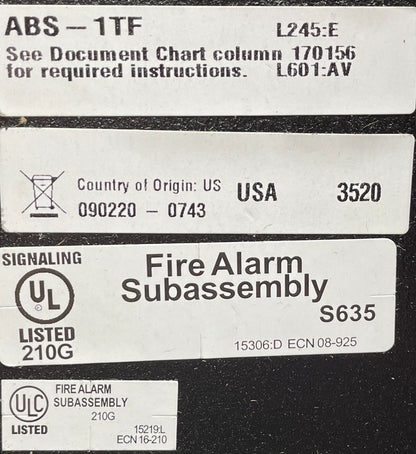 ABS - 1TF L245:E
See Document Chart column 170156
for required instructions. L601:AV
Country of Origin: US USA 3520
090220 - 0743
SIGNALING
UL
LISTED
210G
Fire Alarm
Subassembly
S635
15306:D ECN 08-925
ULC
LISTED
FIRE ALARM
SUBASSEMBLY
210G
15219:L
ECN 16-210